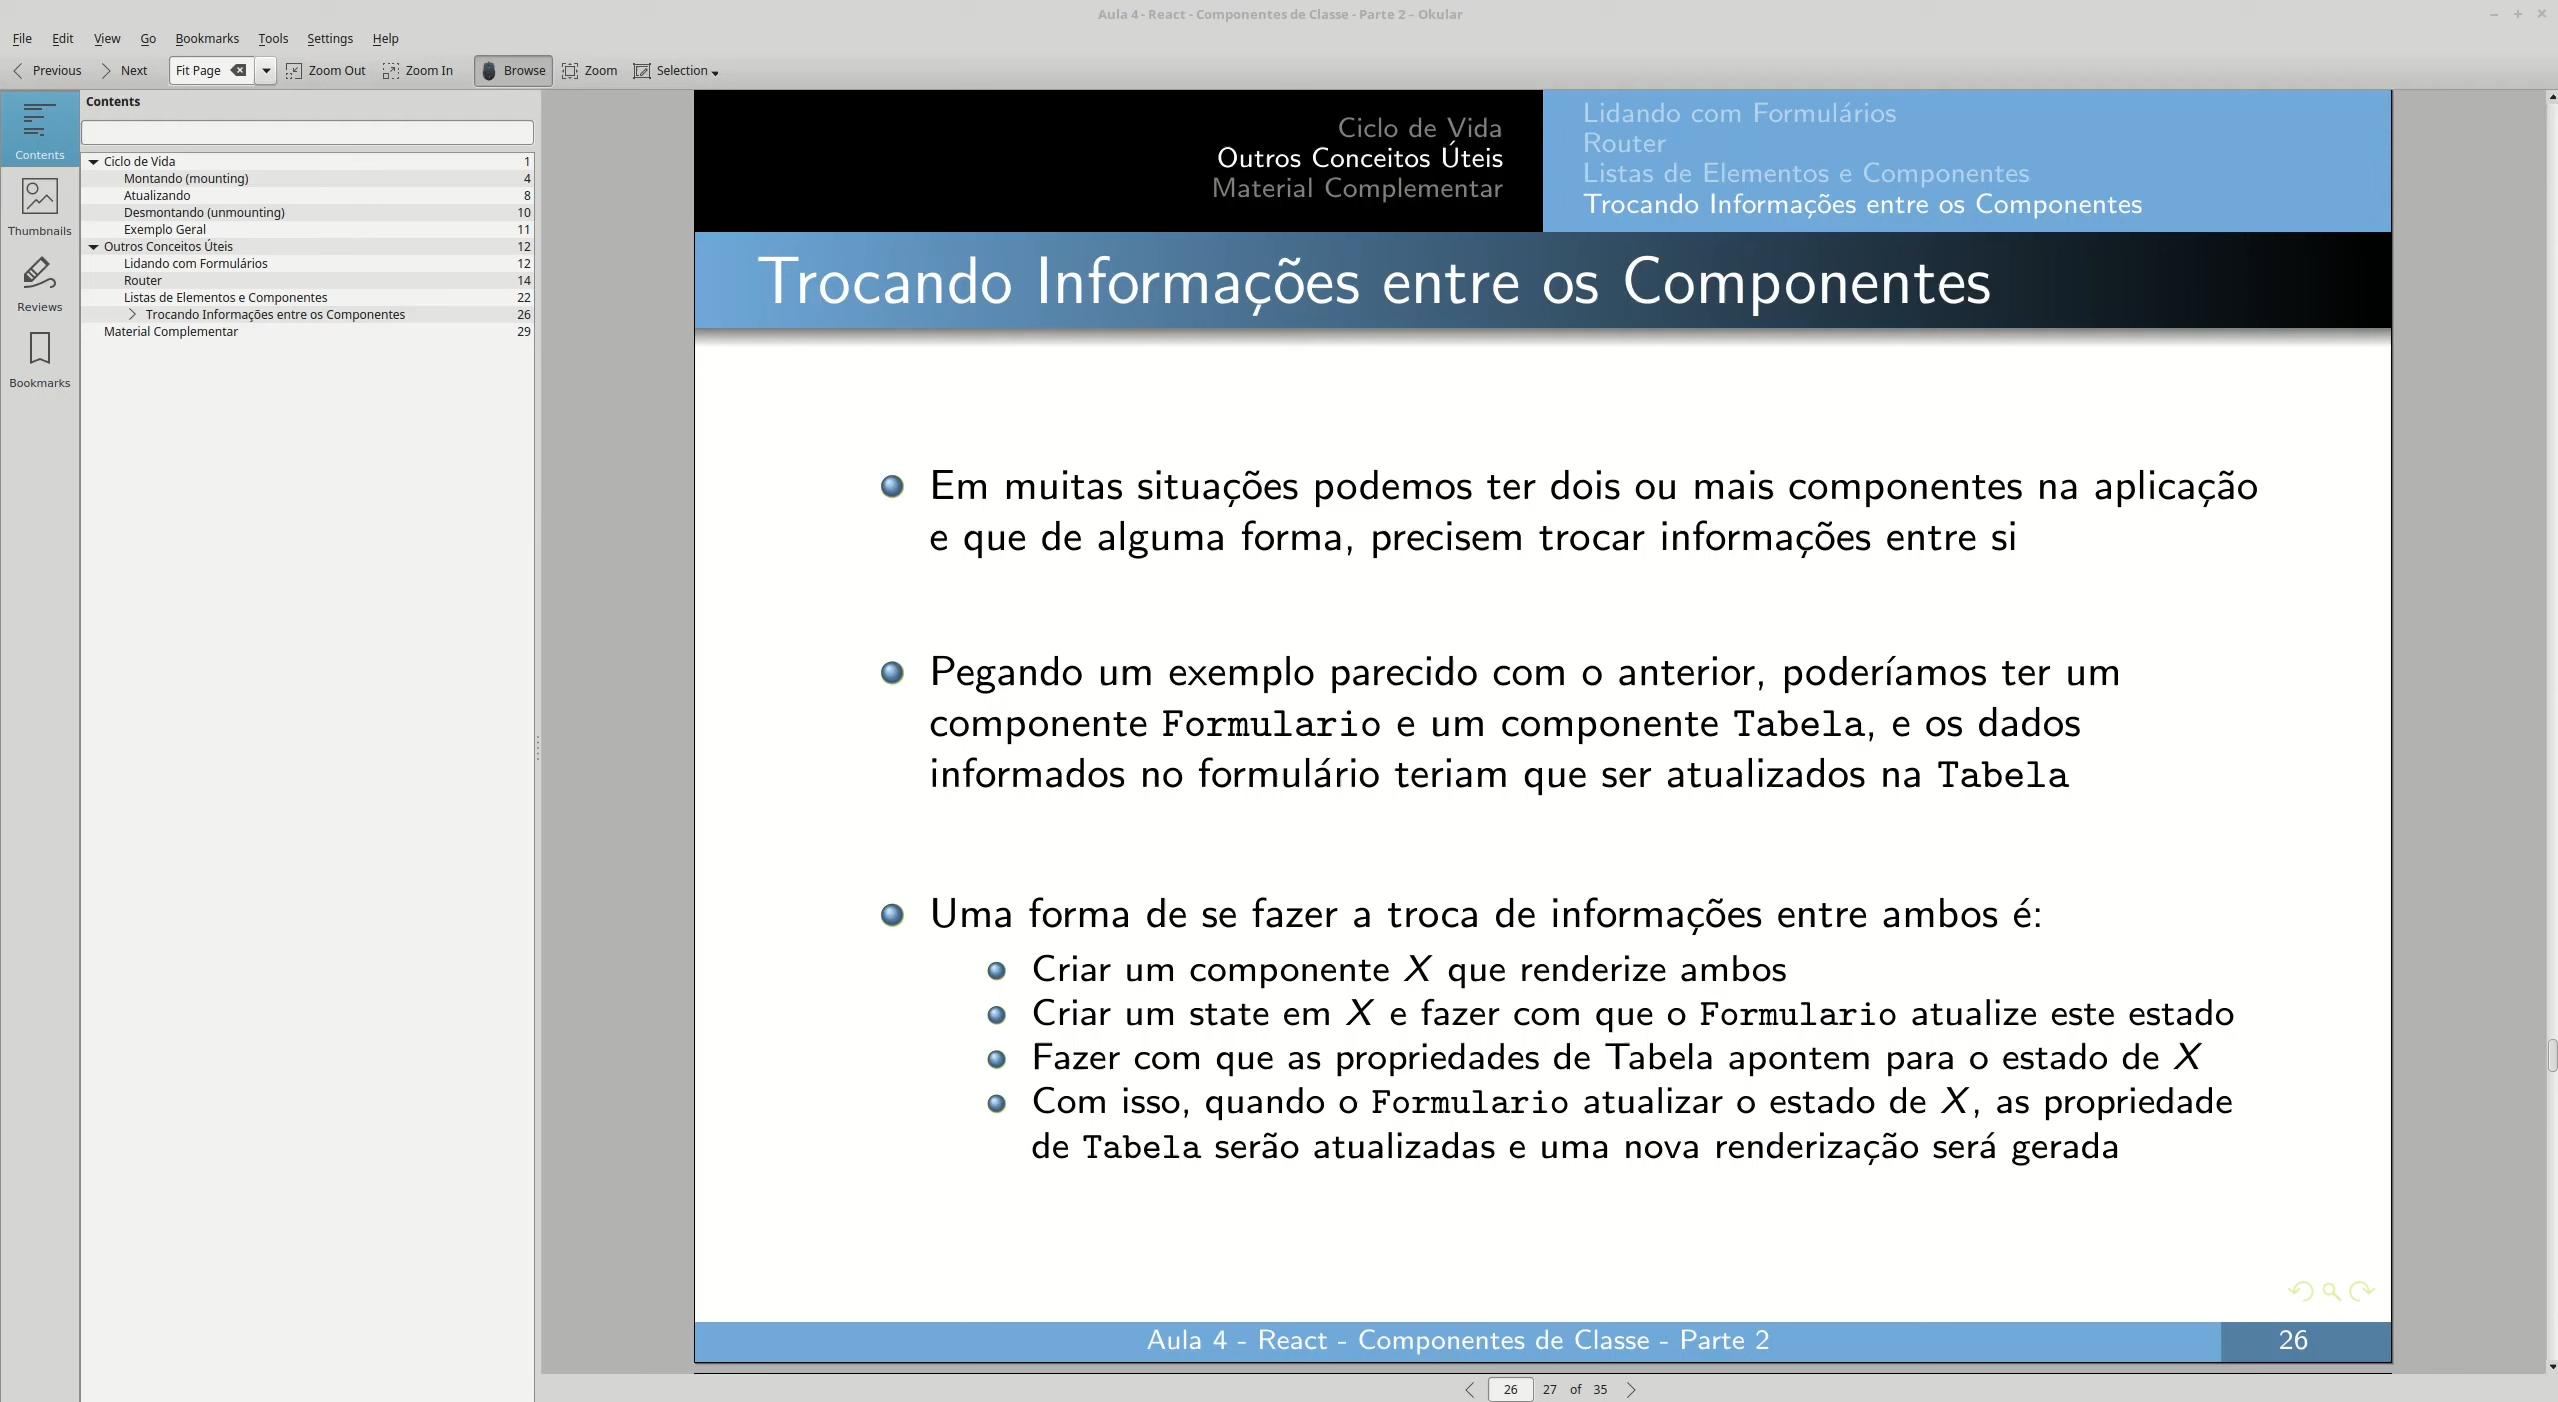 Aula 4 - React - Componentes de Classe - Parte 2 – Okular
File Edit View Go Bookmarks Tools Settings Help
Previous Next Fit Page Zoom Out Zoom In Browse Zoom Selection
Contents
Thumbnails
Reviews
Bookmarks
Contents
Ciclo de Vida 1
Montando (mounting) 4
Atualizando 8
Desmontando (unmounting) 10
Exemplo Geral 11
Outros Conceitos Úteis 12
Lidando com Formulários 12
Router 14
Listas de Elementos e Componentes 22
Trocando Informações entre os Componentes 26
Material Complementar 29
Ciclo de Vida
Outros Conceitos Úteis
Material Complementar
Lidando com Formulários
Router
Listas de Elementos e Componentes
Trocando Informações entre os Componentes
Trocando Informações entre os Componentes
Em muitas situações podemos ter dois ou mais componentes na aplicação
e que de alguma forma, precisem trocar informações entre si
Pegando um exemplo parecido com o anterior, poderíamos ter um
componente Formulario e um componente Tabela, e os dados
informados no formulário teriam que ser atualizados na Tabela
Uma forma de se fazer a troca de informações entre ambos é:
Criar um componente X que renderize ambos
Criar um state em X e fazer com que o Formulario atualize este estado
Fazer com que as propriedades de Tabela apontem para o estado de X
Com isso, quando o Formulario atualizar o estado de X, as propriedade
de Tabela serão atualizadas e uma nova renderização será gerada
Aula 4 - React - Componentes de Classe - Parte 2 26
26 27 of 35